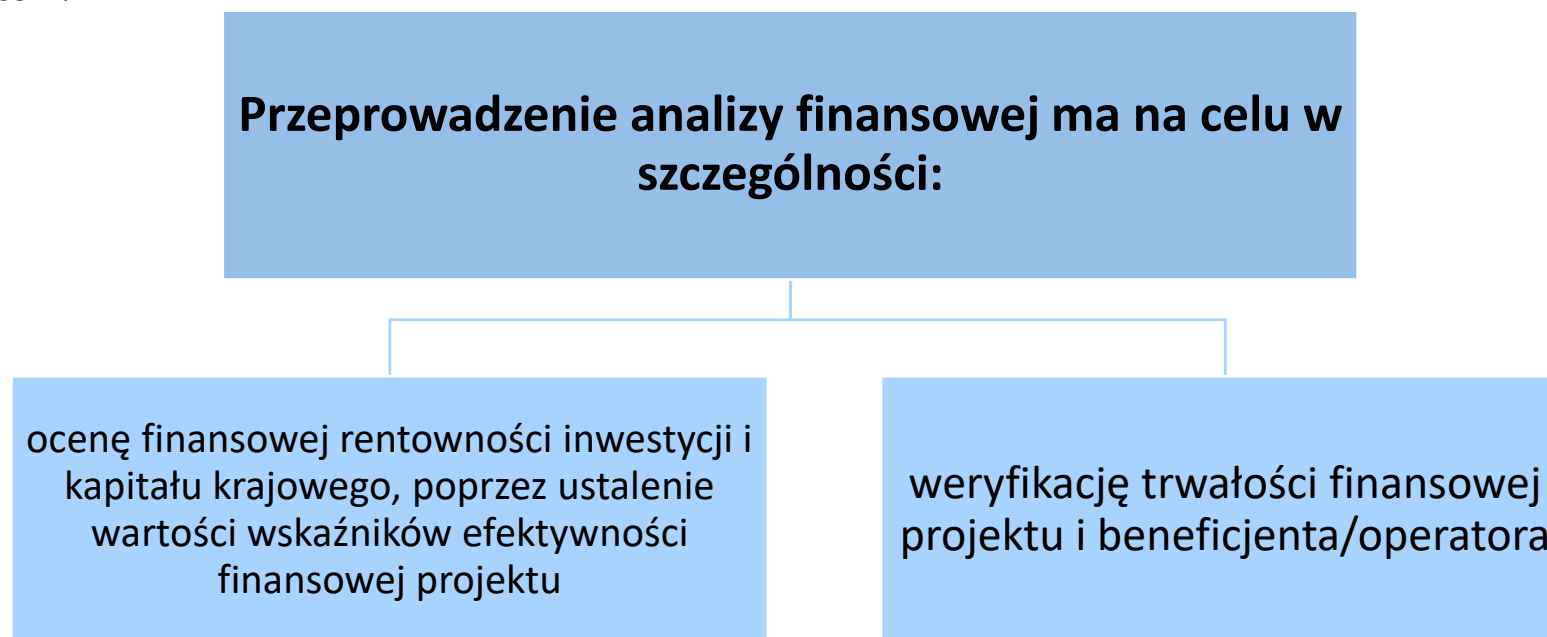 Przeprowadzenie analizy finansowej ma na celu w
szczególności:
ocenę finansowej rentowności inwestycji i
kapitału krajowego, poprzez ustalenie
wartości wskaźników efektywności
finansowej projektu
weryfikację trwałości finansowej
projektu i beneficjenta/operatora